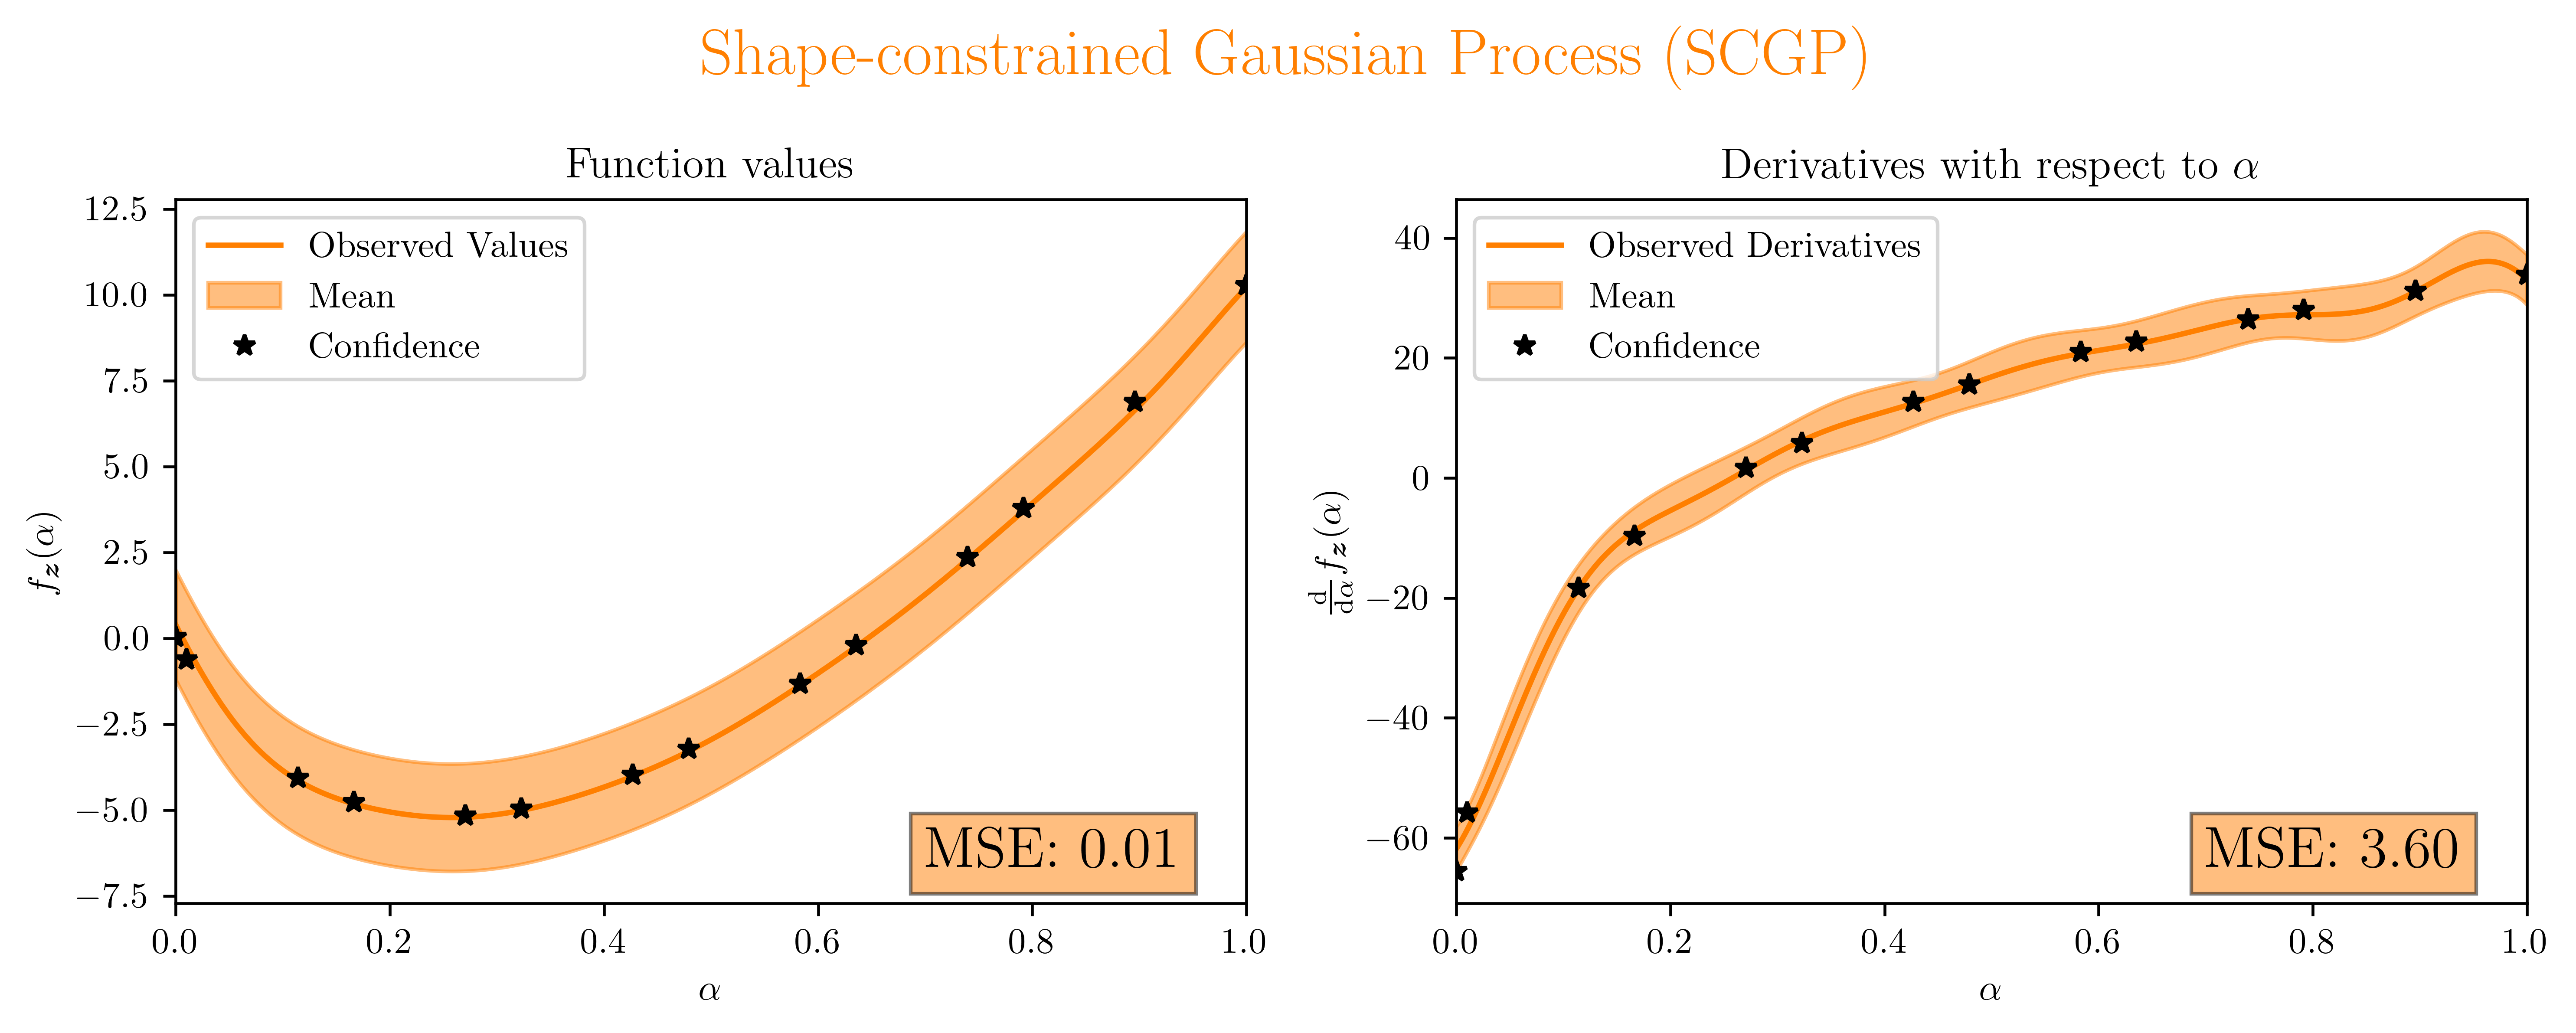 Shape-constrained Gaussian Process (SCGP)
Function values
12.5
10.0
7.5
5.0
2.5
0.0
−2.5
−5.0
−7.5
f_z(α)
Observed Values
Mean
Confidence
MSE: 0.01
0.0 0.2 0.4 0.6 0.8 1.0
α
Derivatives with respect to α
40
20
0
−20
−40
−60
d/dα f_z(α)
Observed Derivatives
Mean
Confidence
MSE: 3.60
0.0 0.2 0.4 0.6 0.8 1.0
α